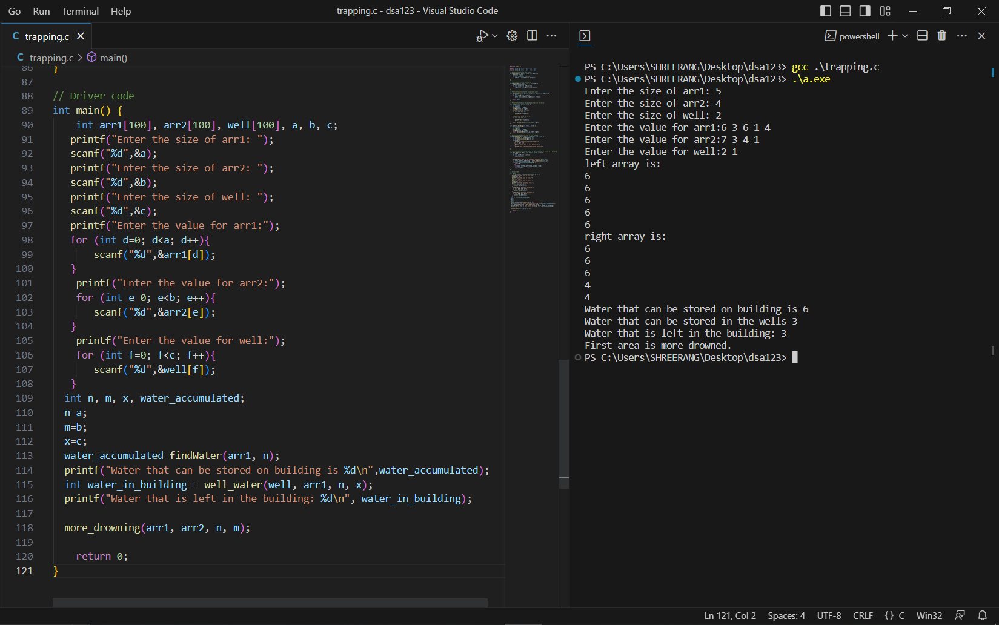 Go Run Terminal Help
trapping.c - dsa123 - Visual Studio Code
C trapping.c
C trapping.c > main()
86 }
87
88 // Driver code
89 int main() {
90 int arr1[100], arr2[100], well[100], a, b, c;
91 printf("Enter the size of arr1: ");
92 scanf("%d",&a);
93 printf("Enter the size of arr2: ");
94 scanf("%d",&b);
95 printf("Enter the size of well: ");
96 scanf("%d",&c);
97 printf("Enter the value for arr1:");
98 for (int d=0; d<a; d++){
99 scanf("%d",&arr1[d]);
100 }
101 printf("Enter the value for arr2:");
102 for (int e=0; e<b; e++){
103 scanf("%d",&arr2[e]);
104 }
105 printf("Enter the value for well:");
106 for (int f=0; f<c; f++){
107 scanf("%d",&well[f]);
108 }
109 int n, m, x, water_accumulated;
110 n=a;
111 m=b;
112 x=c;
113 water_accumulated=findWater(arr1, n);
114 printf("Water that can be stored on building is %d\n",water_accumulated);
115 int water_in_building = well_water(well, arr1, n, x);
116 printf("Water that is left in the building: %d\n", water_in_building);
117
118 more_drowning(arr1, arr2, n, m);
119
120 return 0;
121 }
powershell
PS C:\Users\SHREERANG\Desktop\dsa123> gcc .\trapping.c
PS C:\Users\SHREERANG\Desktop\dsa123> .\a.exe
Enter the size of arr1: 5
Enter the size of arr2: 4
Enter the size of well: 2
Enter the value for arr1:6 3 6 1 4
Enter the value for arr2:7 3 4 1
Enter the value for well:2 1
left array is:
6
6
6
6
6
right array is:
6
6
6
4
4
Water that can be stored on building is 6
Water that can be stored in the wells 3
Water that is left in the building: 3
First area is more drowned.
PS C:\Users\SHREERANG\Desktop\dsa123>
Ln 121, Col 2 Spaces: 4 UTF-8 CRLF {} C Win32